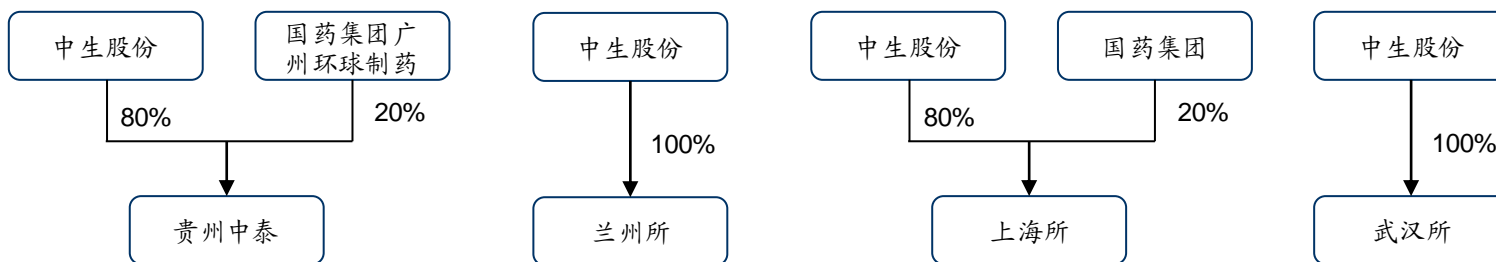 中生股份
国药集团广
州环球制药
中生股份
中生股份
国药集团
中生股份
80%
20%
100%
80%
20%
100%
贵州中泰
兰州所
上海所
武汉所